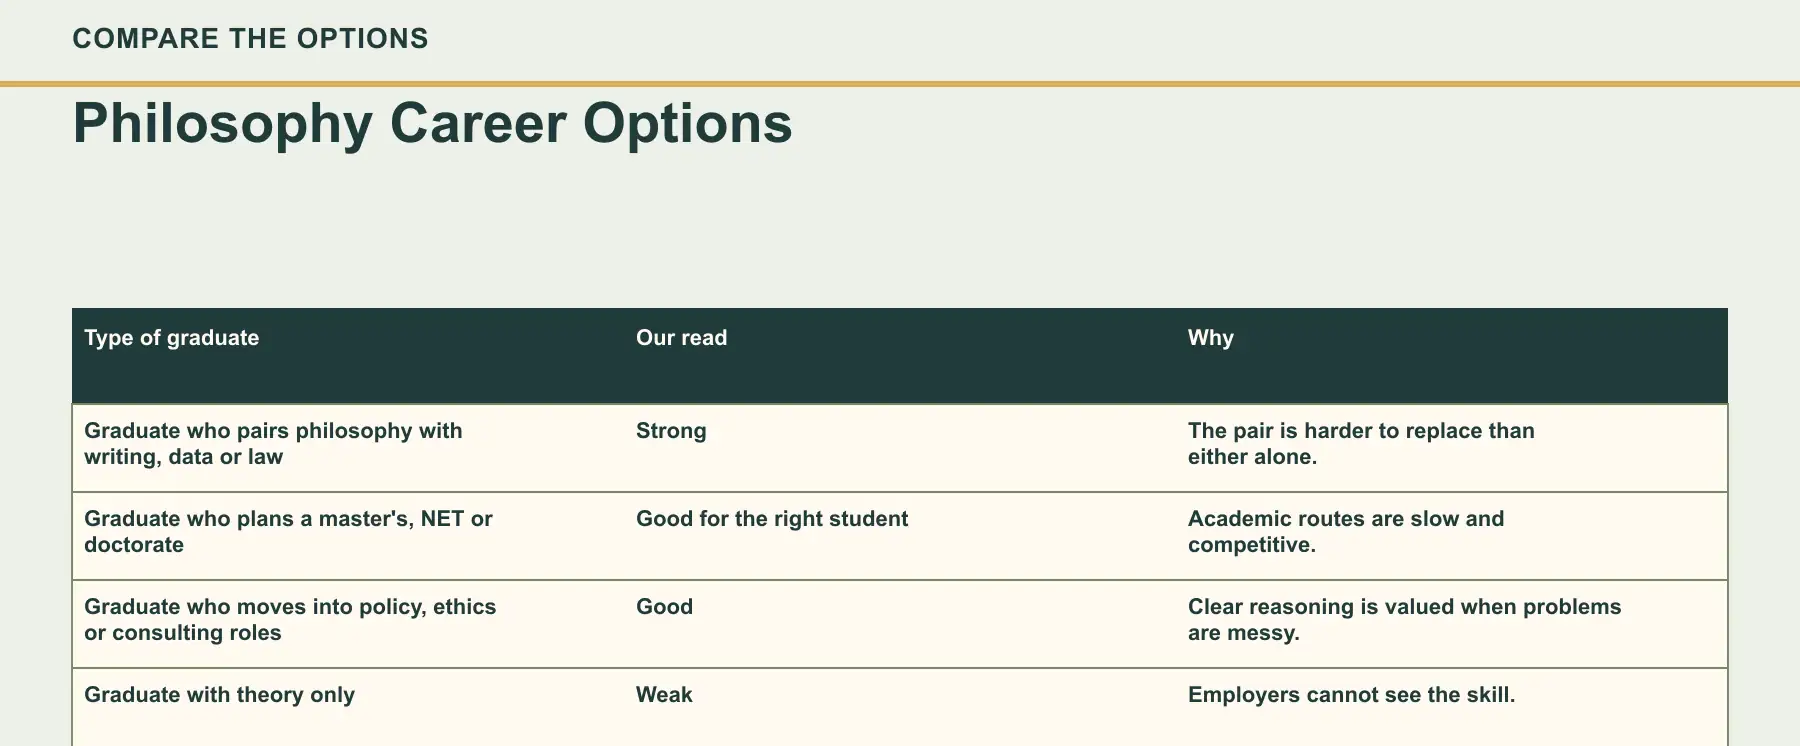 COMPARE THE OPTIONS
Philosophy Career Options
Type of graduate
Our read
Why
Graduate who pairs philosophy with
writing, data or law
Strong
The pair is harder to replace than
either alone.
Graduate who plans a master's, NET or
doctorate
Good for the right student
Academic routes are slow and
competitive.
Graduate who moves into policy, ethics
or consulting roles
Good
Clear reasoning is valued when problems
are messy.
Graduate with theory only
Weak
Employers cannot see the skill.